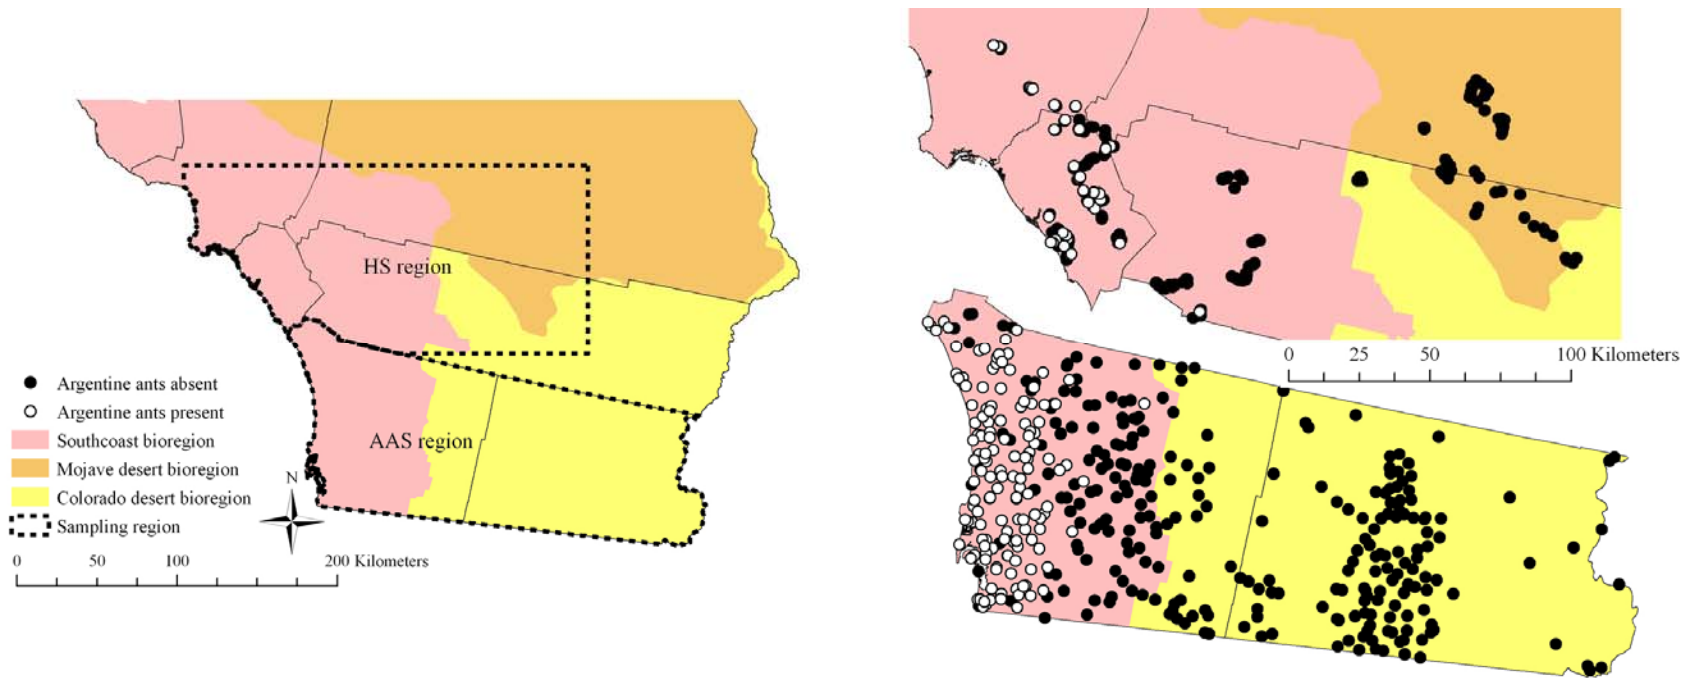 HS region
AAS region
Argentine ants absent
Argentine ants present
Southcoast bioregion
Mojave desert bioregion
Colorado desert bioregion
Sampling region
N
0 50 100 200 Kilometers
0 25 50 100 Kilometers